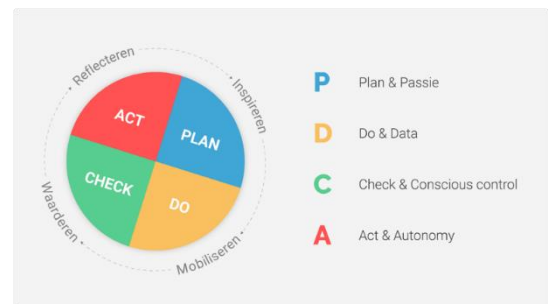 Reflecteren
Inspireren
ACT
PLAN
CHECK
DO
Waarderen
Mobiliseren
P Plan & Passie
D Do & Data
C Check & Conscious control
A Act & Autonomy